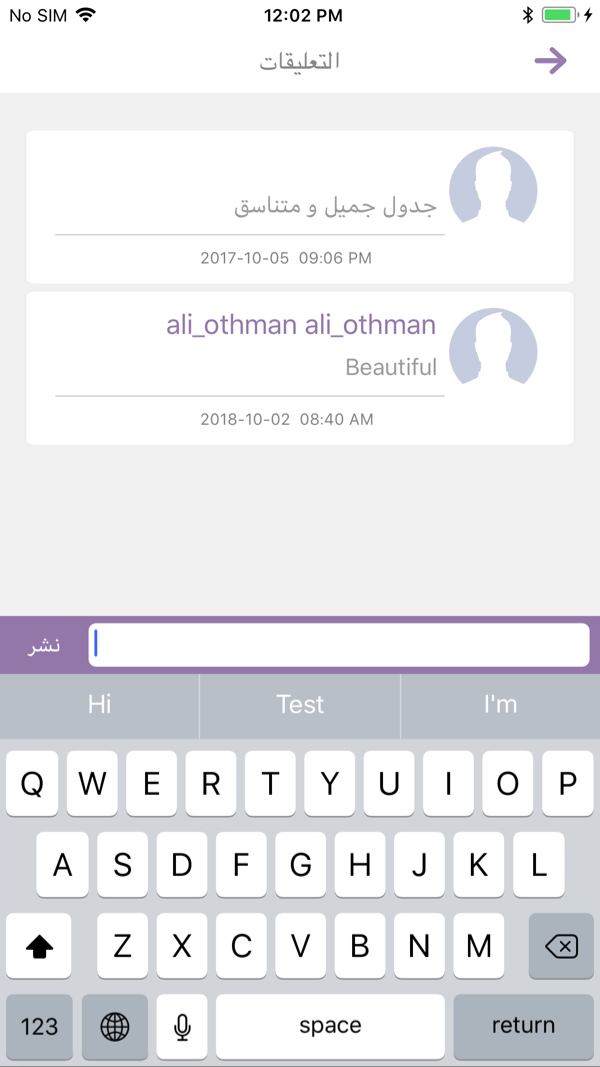 No SIM 12:02 PM
التعليقات
جدول جميل و متناسق
2017-10-05 09:06 PM
ali_othman ali_othman
Beautiful
2018-10-02 08:40 AM
نشر
Hi Test I'm
Q W E R T Y U I O P
A S D F G H J K L
Z X C V B N M
123 space return